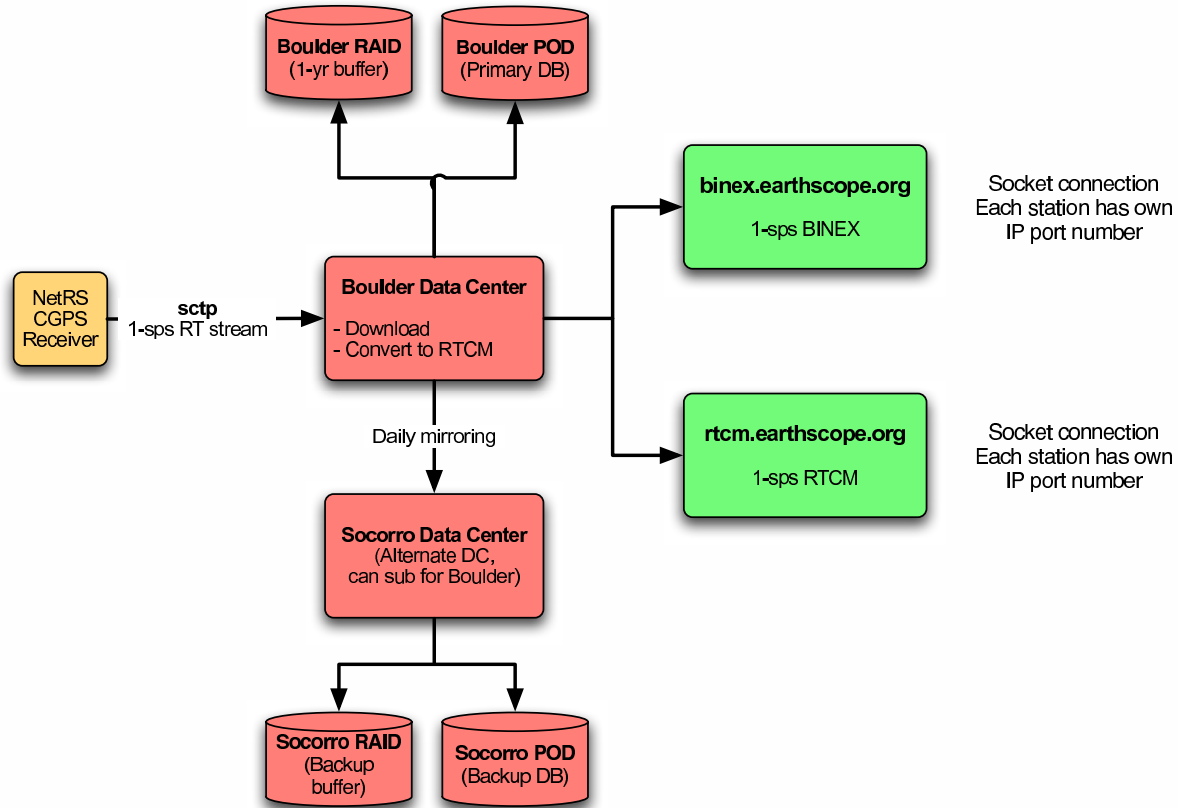 Boulder RAID
(1-yr buffer)
Boulder POD
(Primary DB)
binex.earthscope.org
1-sps BINEX
Socket connection
Each station has own
IP port number
NetRS
CGPS
Receiver
sctp
1-sps RT stream
Boulder Data Center
- Download
- Convert to RTCM
Daily mirroring
rtcm.earthscope.org
1-sps RTCM
Socket connection
Each station has own
IP port number
Socorro Data Center
(Alternate DC,
can sub for Boulder)
Socorro RAID
(Backup
buffer)
Socorro POD
(Backup DB)